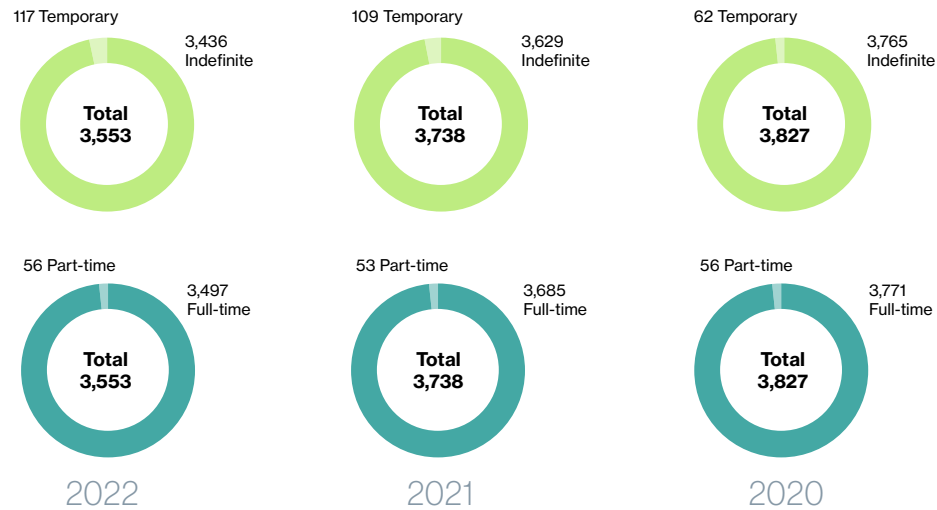 117 Temporary
3,436
Indefinite
Total
3,553
109 Temporary
3,629
Indefinite
Total
3,738
62 Temporary
3,765
Indefinite
Total
3,827
56 Part-time
3,497
Full-time
Total
3,553
53 Part-time
3,685
Full-time
Total
3,738
56 Part-time
3,771
Full-time
Total
3,827
2022
2021
2020